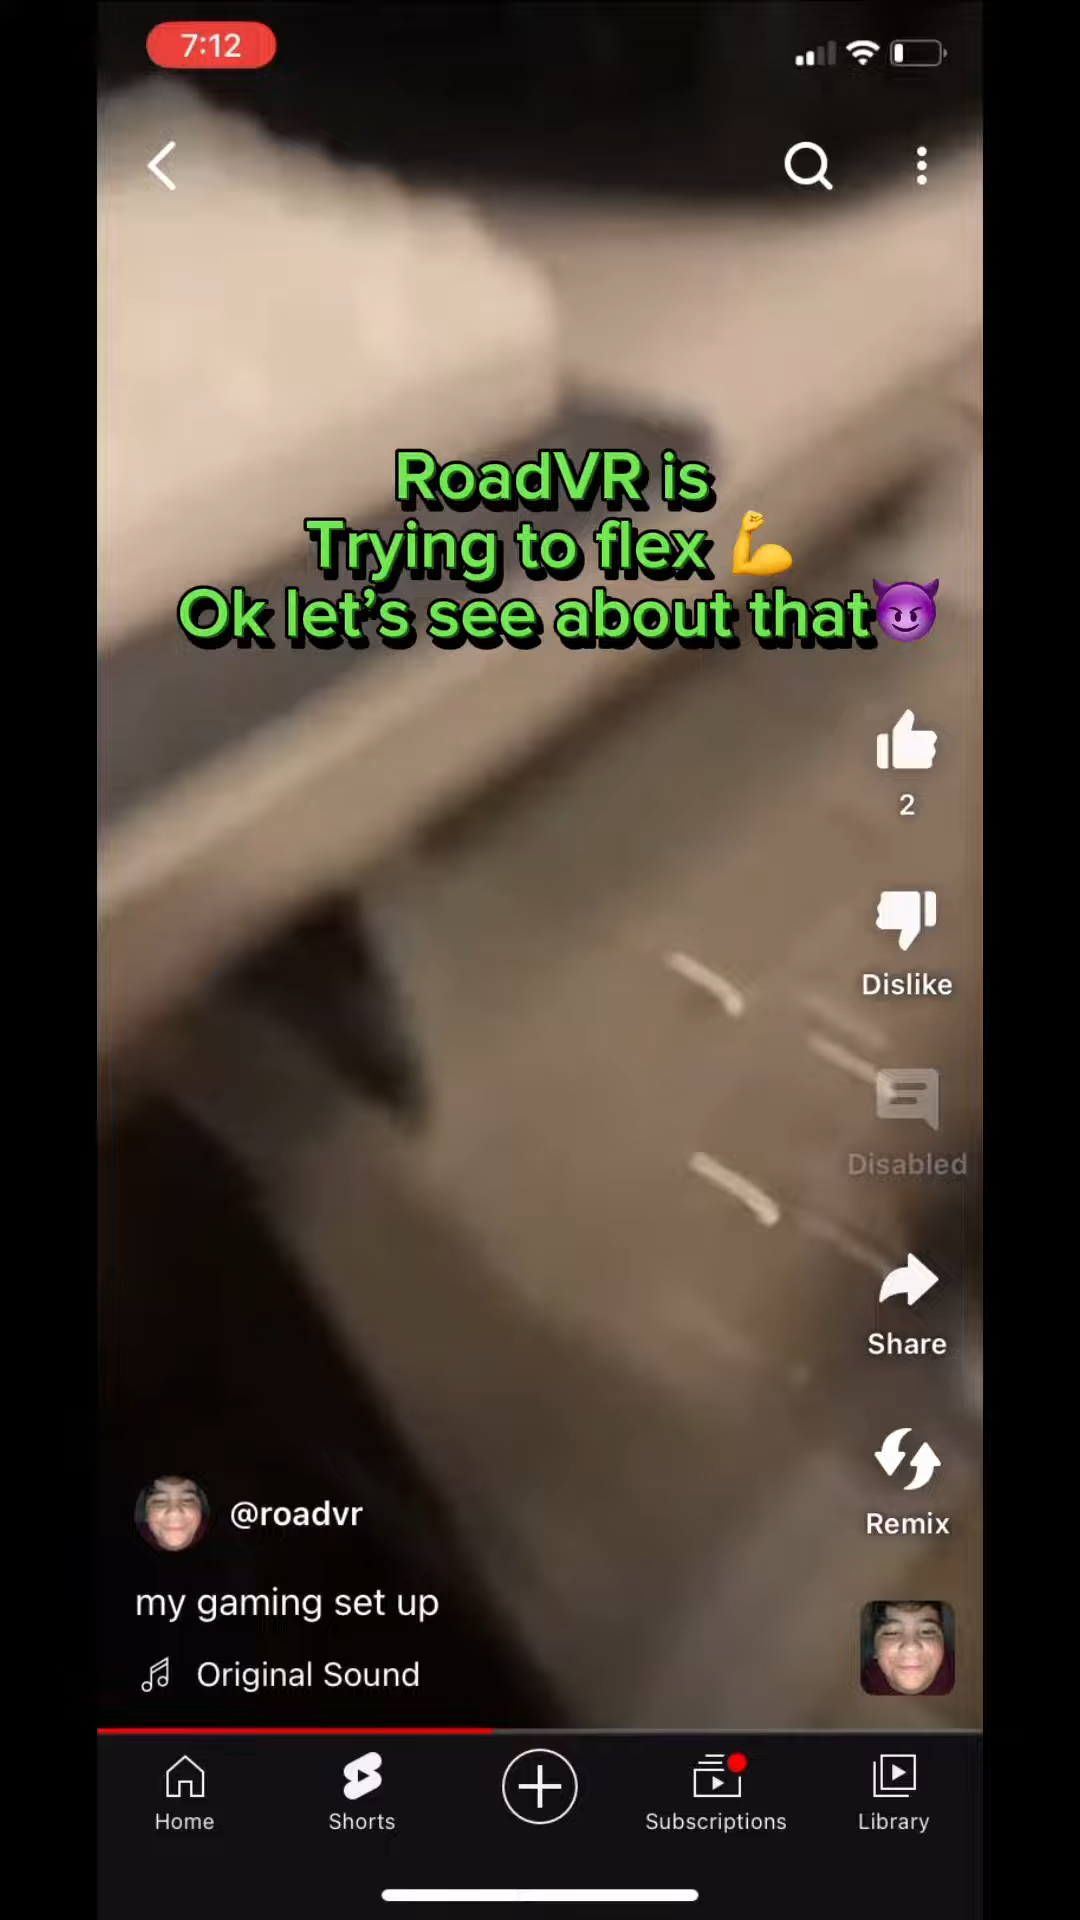 7:12
RoadVR is
Trying to flex 💪
Ok let's see about that😈
2
Dislike
Disabled
Share
Remix
@roadvr
my gaming set up
Original Sound
Home
Shorts
Subscriptions
Library